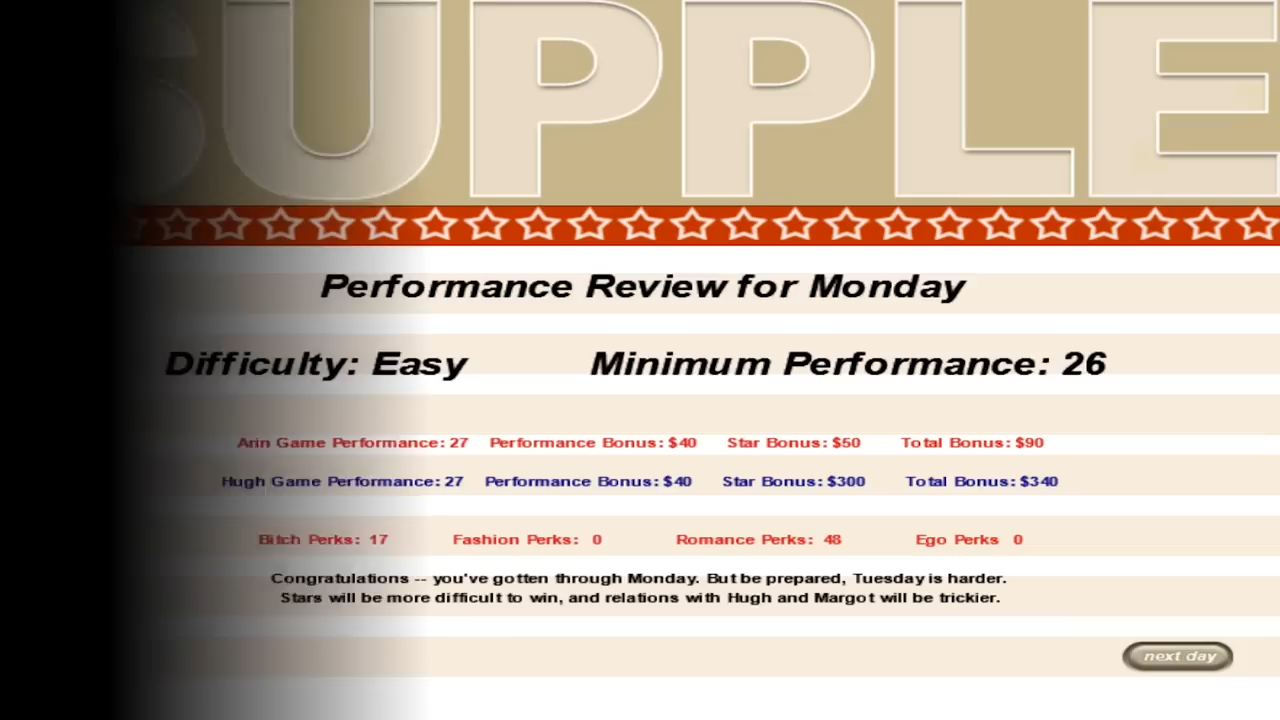 SUPPLE
Performance Review for Monday
Difficulty: Easy Minimum Performance: 26
Arin Game Performance: 27 Performance Bonus: $40 Star Bonus: $50 Total Bonus: $90
Hugh Game Performance: 27 Performance Bonus: $40 Star Bonus: $300 Total Bonus: $340
Bitch Perks: 17 Fashion Perks: 0 Romance Perks: 48 Ego Perks 0
Congratulations -- you've gotten through Monday. But be prepared, Tuesday is harder.
Stars will be more difficult to win, and relations with Hugh and Margot will be trickier.
next day